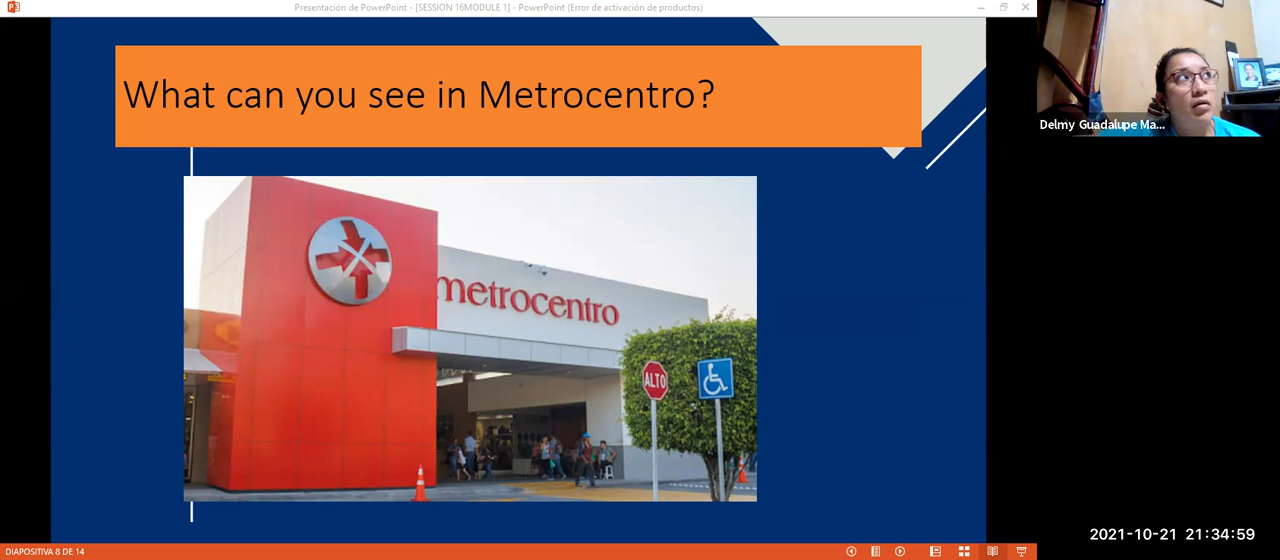 Presentación de PowerPoint - [SESSION 16MODULE 1] - PowerPoint (Error de activación de productos)
What can you see in Metrocentro?
Delmy Guadalupe Ma...
metrocentro
ALTO
2021-10-21 21:34:59
DIAPOSITIVA 8 DE 14